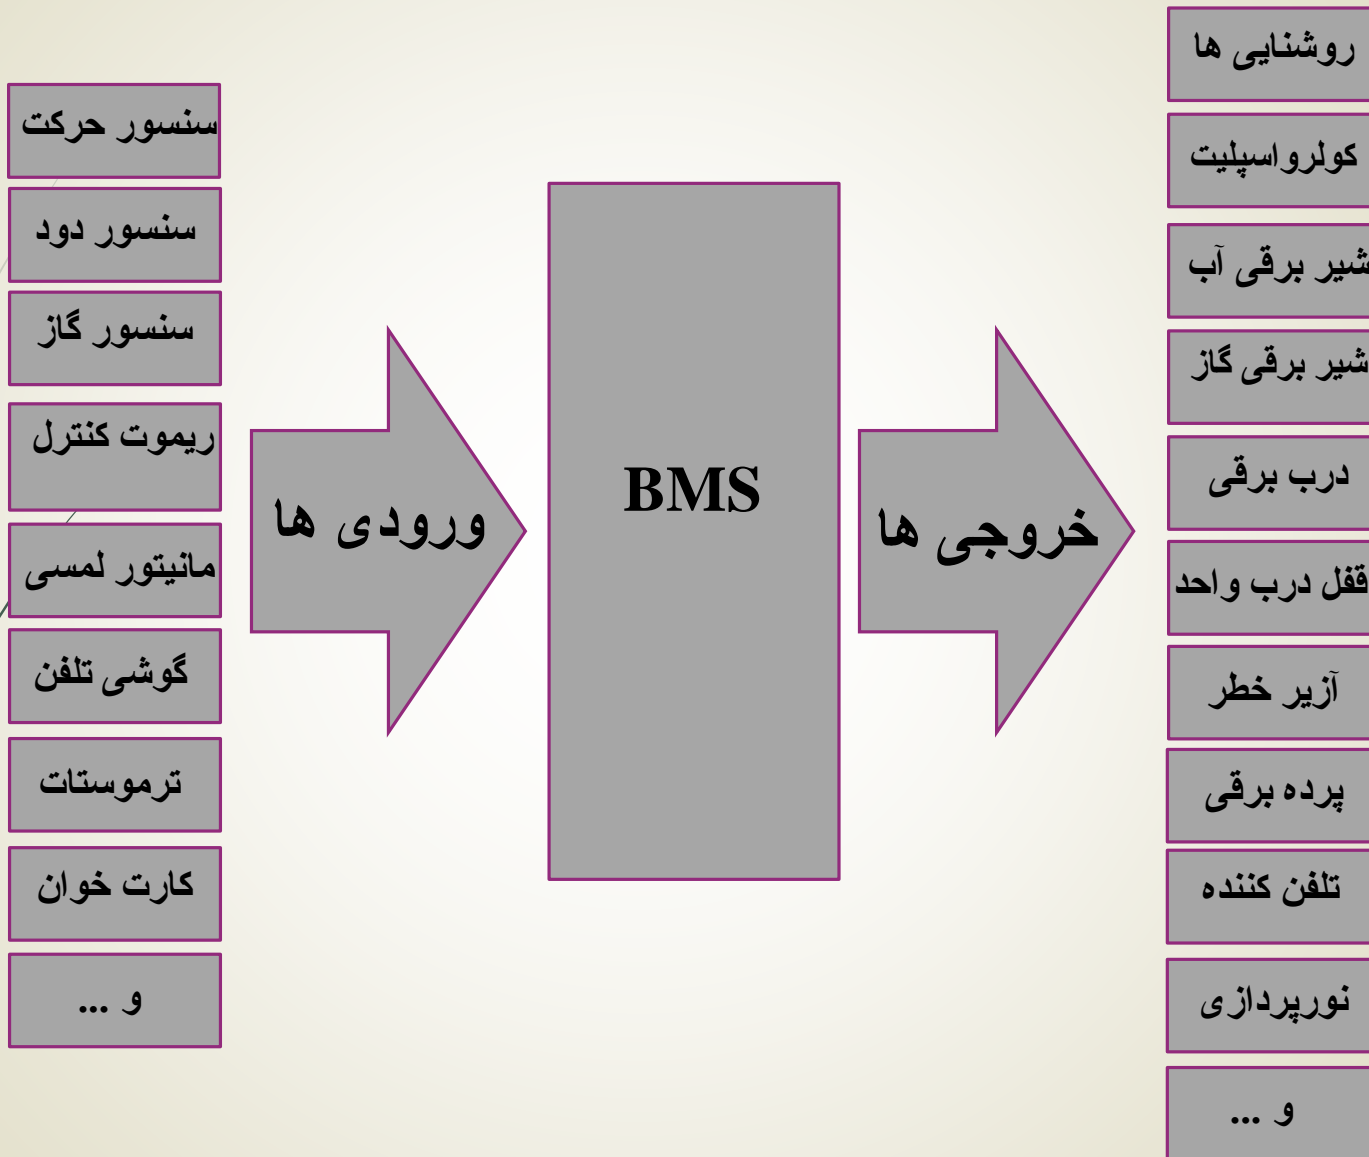 سنسور حرکت
سنسور دود
سنسور گاز
ریموت کنترل
مانیتور لمسی
گوشی تلفن
ترموستات
کارت خوان
و ...
ورودی ها
BMS
خروجی ها
روشنایی ها
کولرواسپلیت
شیر برقی آب
شیر برقی گاز
درب برقی
قفل درب واحد
آژیر خطر
پرده برقی
تلفن کننده
نورپردازی
و ...